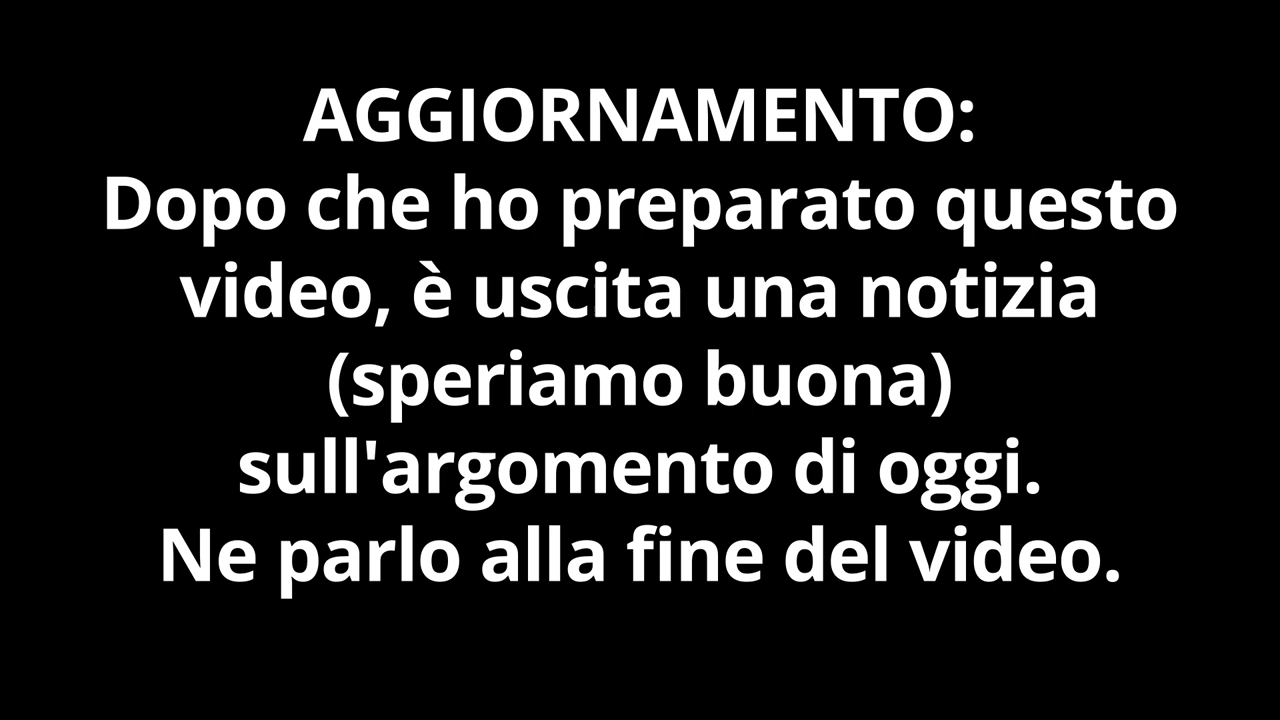 AGGIORNAMENTO:
Dopo che ho preparato questo
video, è uscita una notizia
(speriamo buona)
sull'argomento di oggi.
Ne parlo alla fine del video.